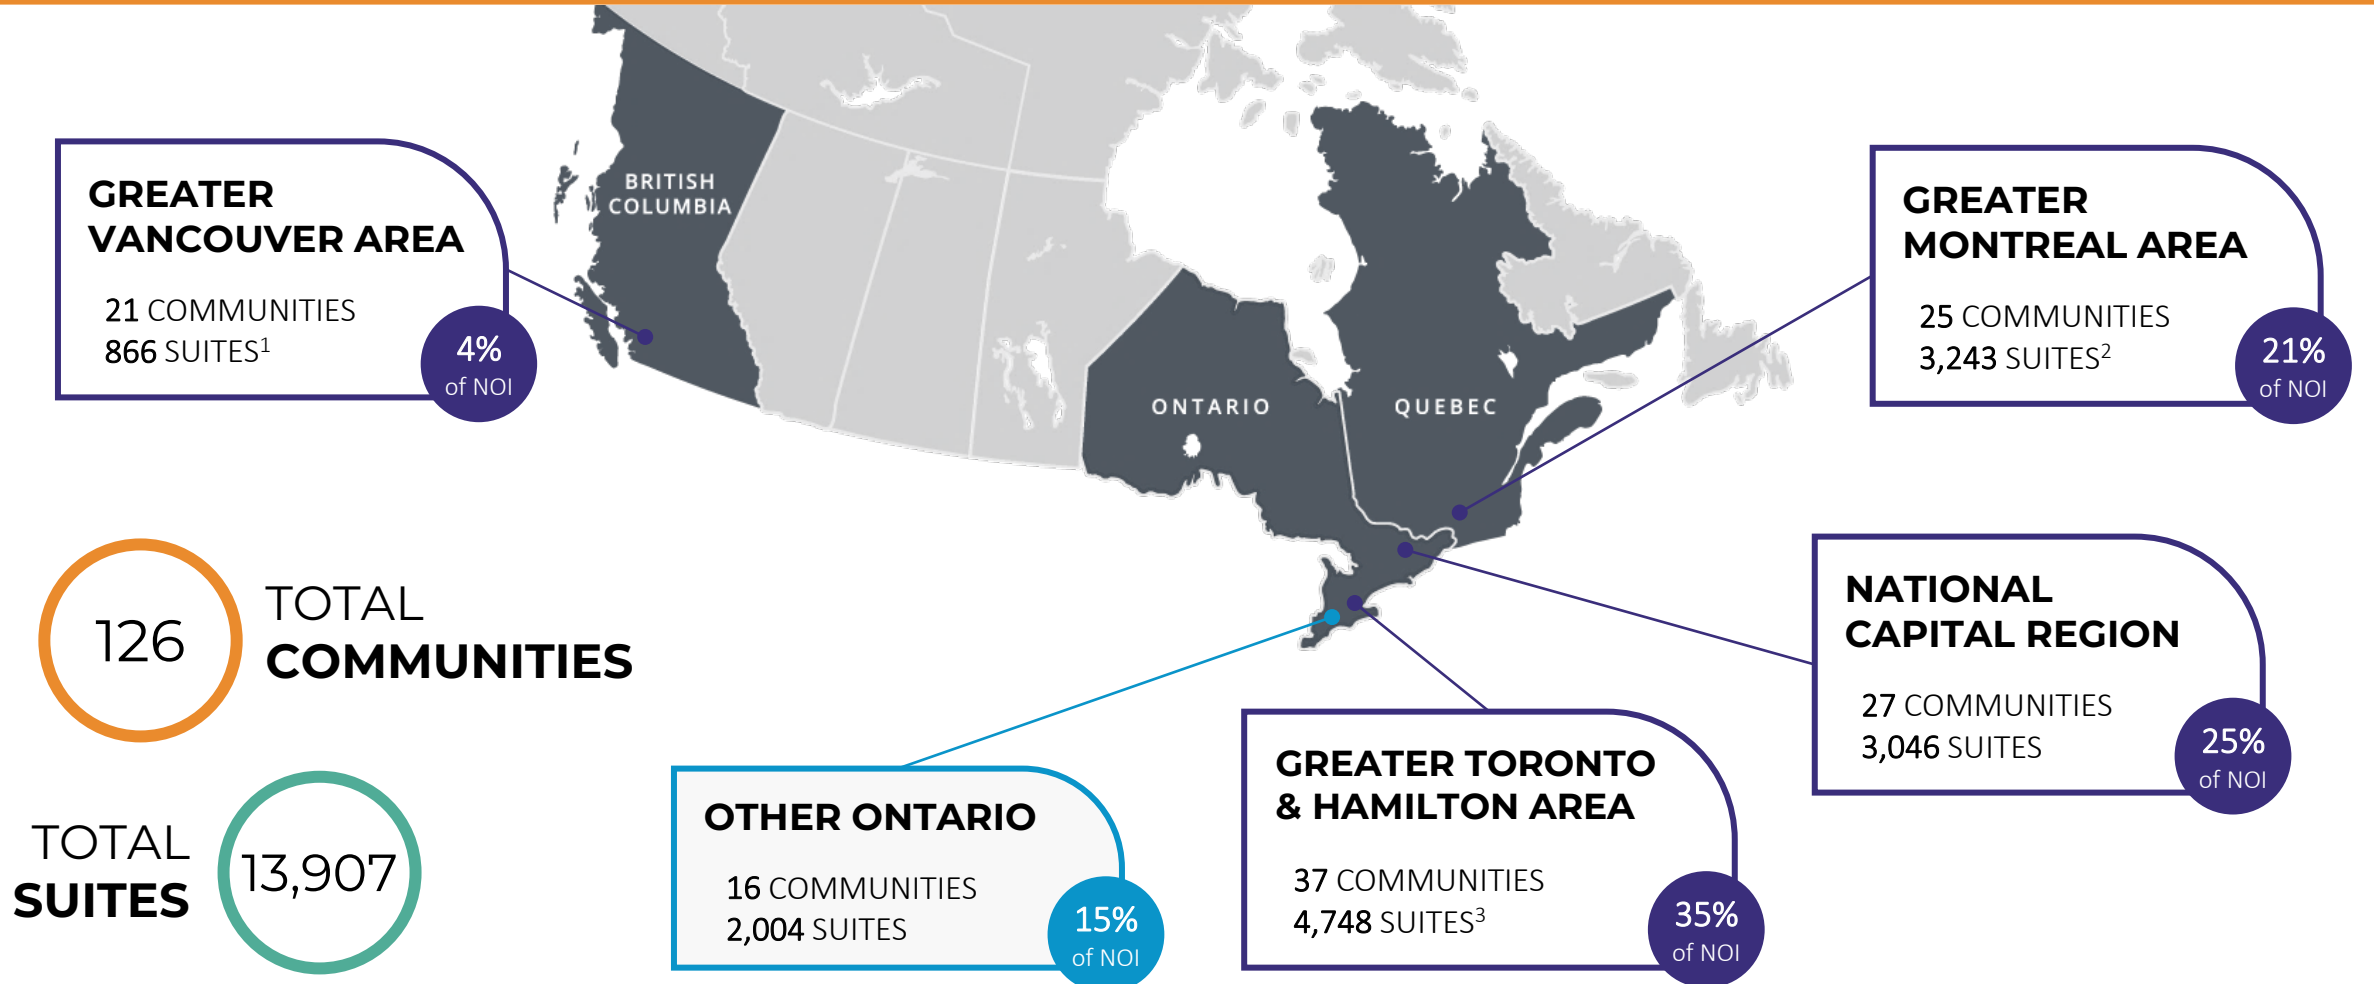 BRITISH
COLUMBIA
ONTARIO
QUEBEC
GREATER
VANCOUVER AREA
21 COMMUNITIES
866 SUITES¹
4%
of NOI
GREATER
MONTREAL AREA
25 COMMUNITIES
3,243 SUITES²
21%
of NOI
126
TOTAL
COMMUNITIES
NATIONAL
CAPITAL REGION
27 COMMUNITIES
3,046 SUITES
25%
of NOI
TOTAL
SUITES
13,907
OTHER ONTARIO
16 COMMUNITIES
2,004 SUITES
15%
of NOI
GREATER TORONTO
& HAMILTON AREA
37 COMMUNITIES
4,748 SUITES³
35%
of NOI